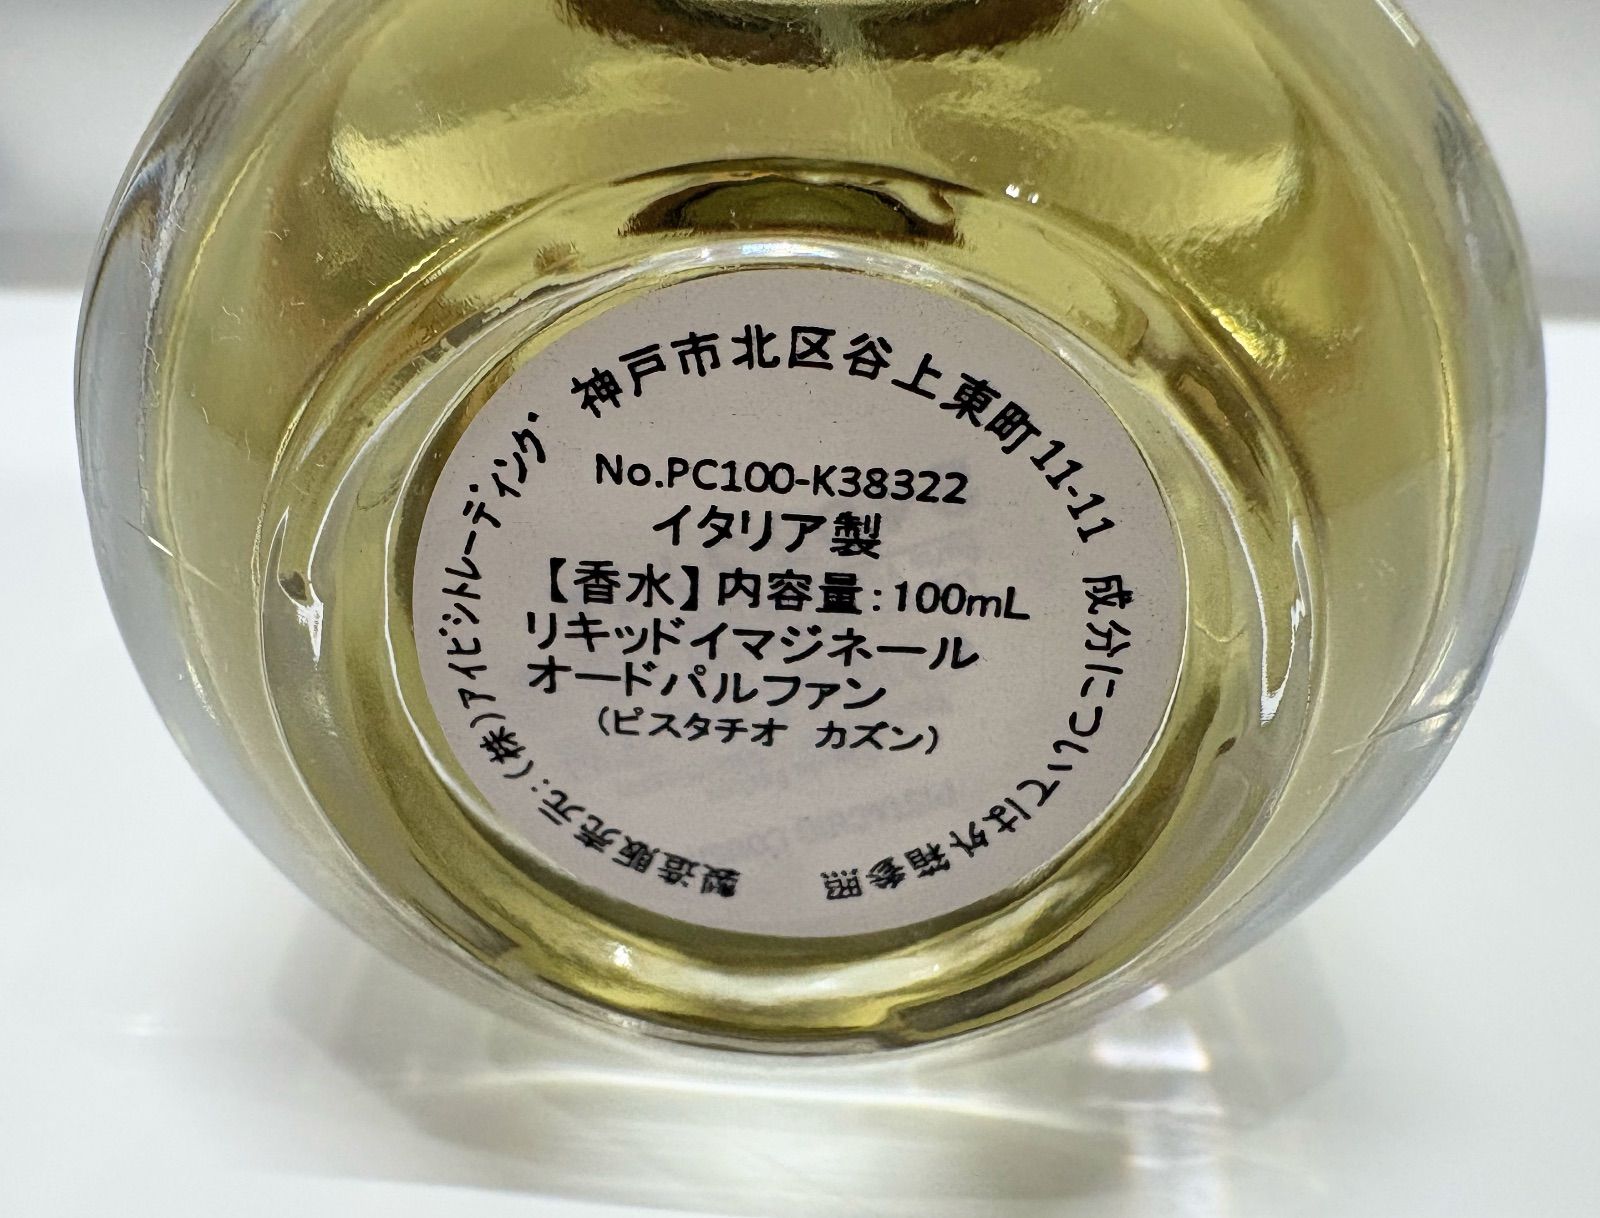 製造販売元:(株)アイビシトレーディング 神戸市北区谷上東町11-11 成分については外箱参照
No.PC100-K38322
イタリア製
【香水】内容量:100mL
リキッドイマジネール
オードパルファン
(ピスタチオ カズン)